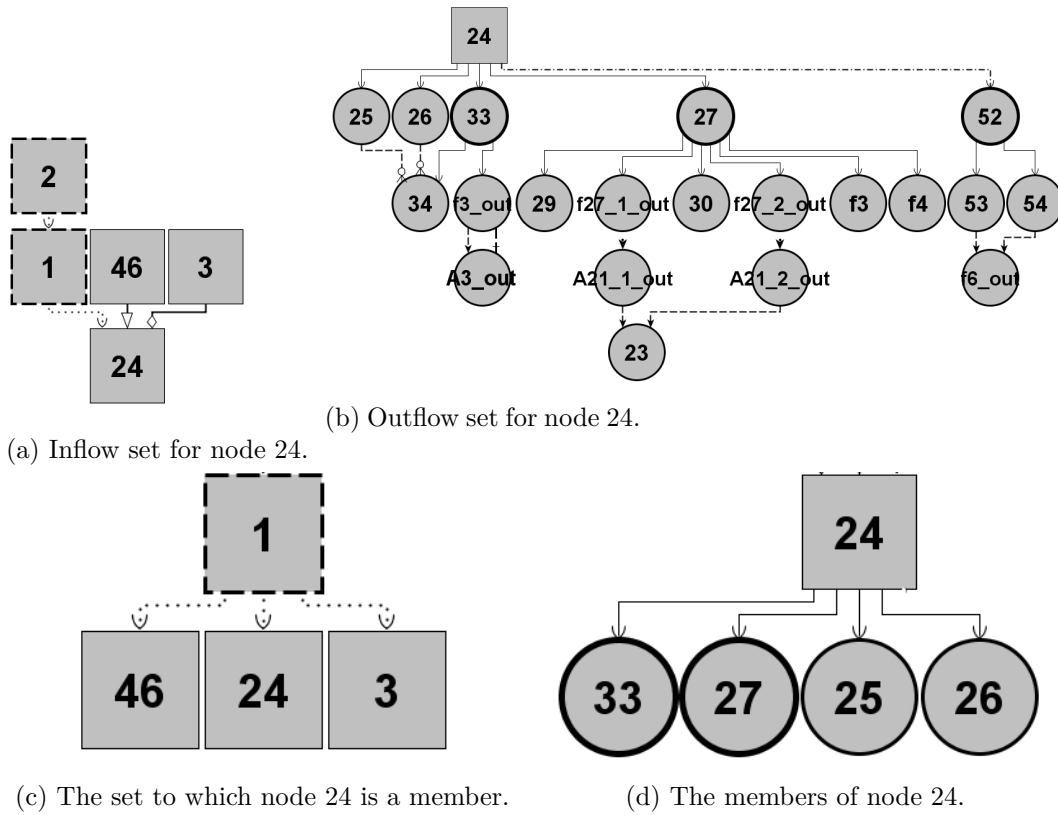 24
25 26 33 27 52
34 f3_out 29 f27_1_out 30 f27_2_out f3 f4 53 54
A3_out A21_1_out A21_2_out f6_out
23
(b) Outflow set for node 24.
2
1 46 3
24
(a) Inflow set for node 24.
1
46 24 3
(c) The set to which node 24 is a member.
24
33 27 25 26
(d) The members of node 24.